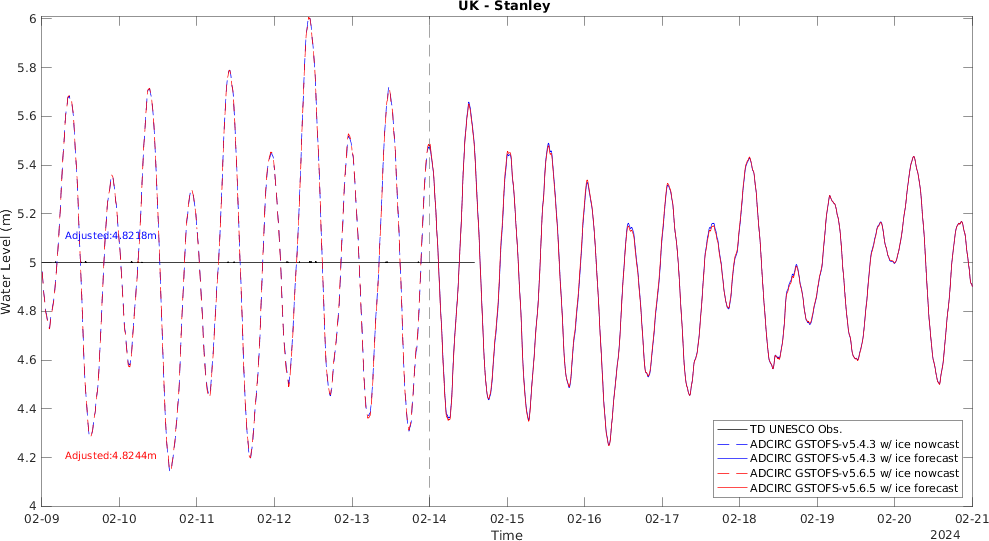 UK - Stanley
6
5.8
5.6
5.4
5.2
5
4.8
4.6
4.4
4.2
4
Water Level (m)
Adjusted:4.8218m
Adjusted:4.8244m
TD UNESCO Obs.
ADCIRC GSTOFS-v5.4.3 w/ ice nowcast
ADCIRC GSTOFS-v5.4.3 w/ ice forecast
ADCIRC GSTOFS-v5.6.5 w/ ice nowcast
ADCIRC GSTOFS-v5.6.5 w/ ice forecast
02-09 02-10 02-11 02-12 02-13 02-14 02-15 02-16 02-17 02-18 02-19 02-20 02-21
Time
2024